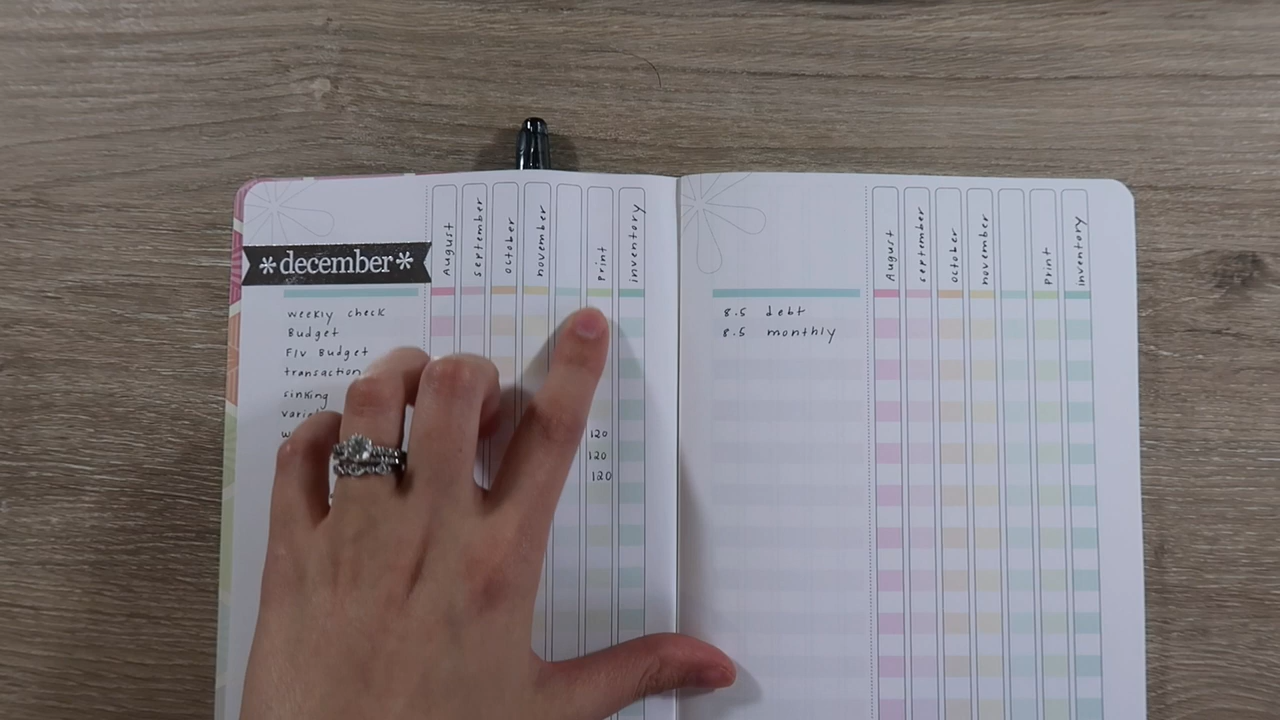 *december*
August
september
october
november
Print
inventory
weekly check
Budget
FIV Budget
transaction
sinking
120
120
120
August
september
october
november
Print
inventory
8.5 debt
8.5 monthly